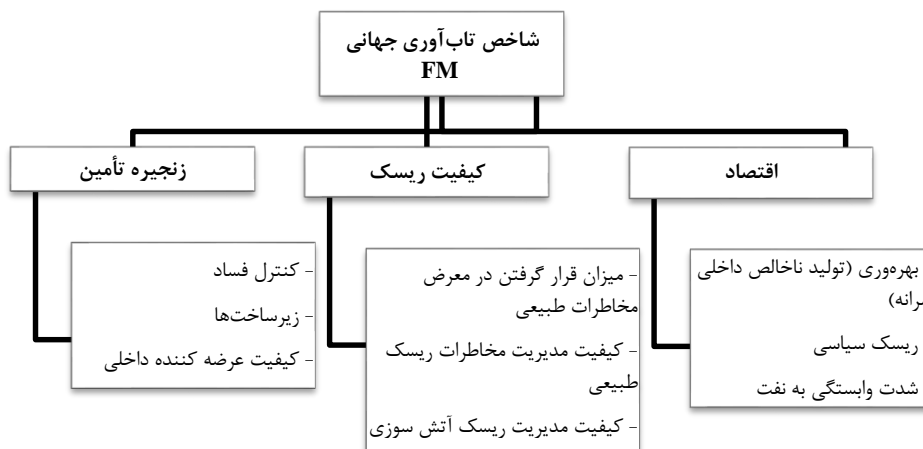 شاخص تاب‌آوری جهانی
FM
اقتصاد
کیفیت ریسک
زنجیره تأمین
بهره‌وری (تولید ناخالص داخلی
ریسک سیاسی
شدت وابستگی به نفت
- میزان قرار گرفتن در معرض
مخاطرات طبیعی
- کیفیت مدیریت مخاطرات ریسک
طبیعی
- کیفیت مدیریت ریسک آتش سوزی
- کنترل فساد
- زیرساخت‌ها
- کیفیت عرضه کننده داخلی